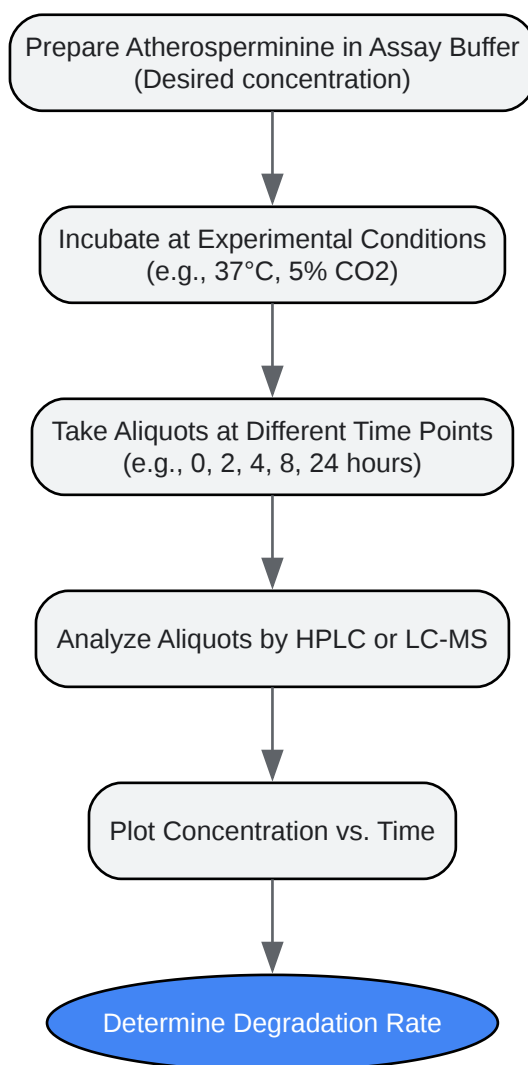 Prepare Atherosperminine in Assay Buffer
(Desired concentration)
Incubate at Experimental Conditions
(e.g., 37°C, 5% CO2)
Take Aliquots at Different Time Points
(e.g., 0, 2, 4, 8, 24 hours)
Analyze Aliquots by HPLC or LC-MS
Plot Concentration vs. Time
Determine Degradation Rate